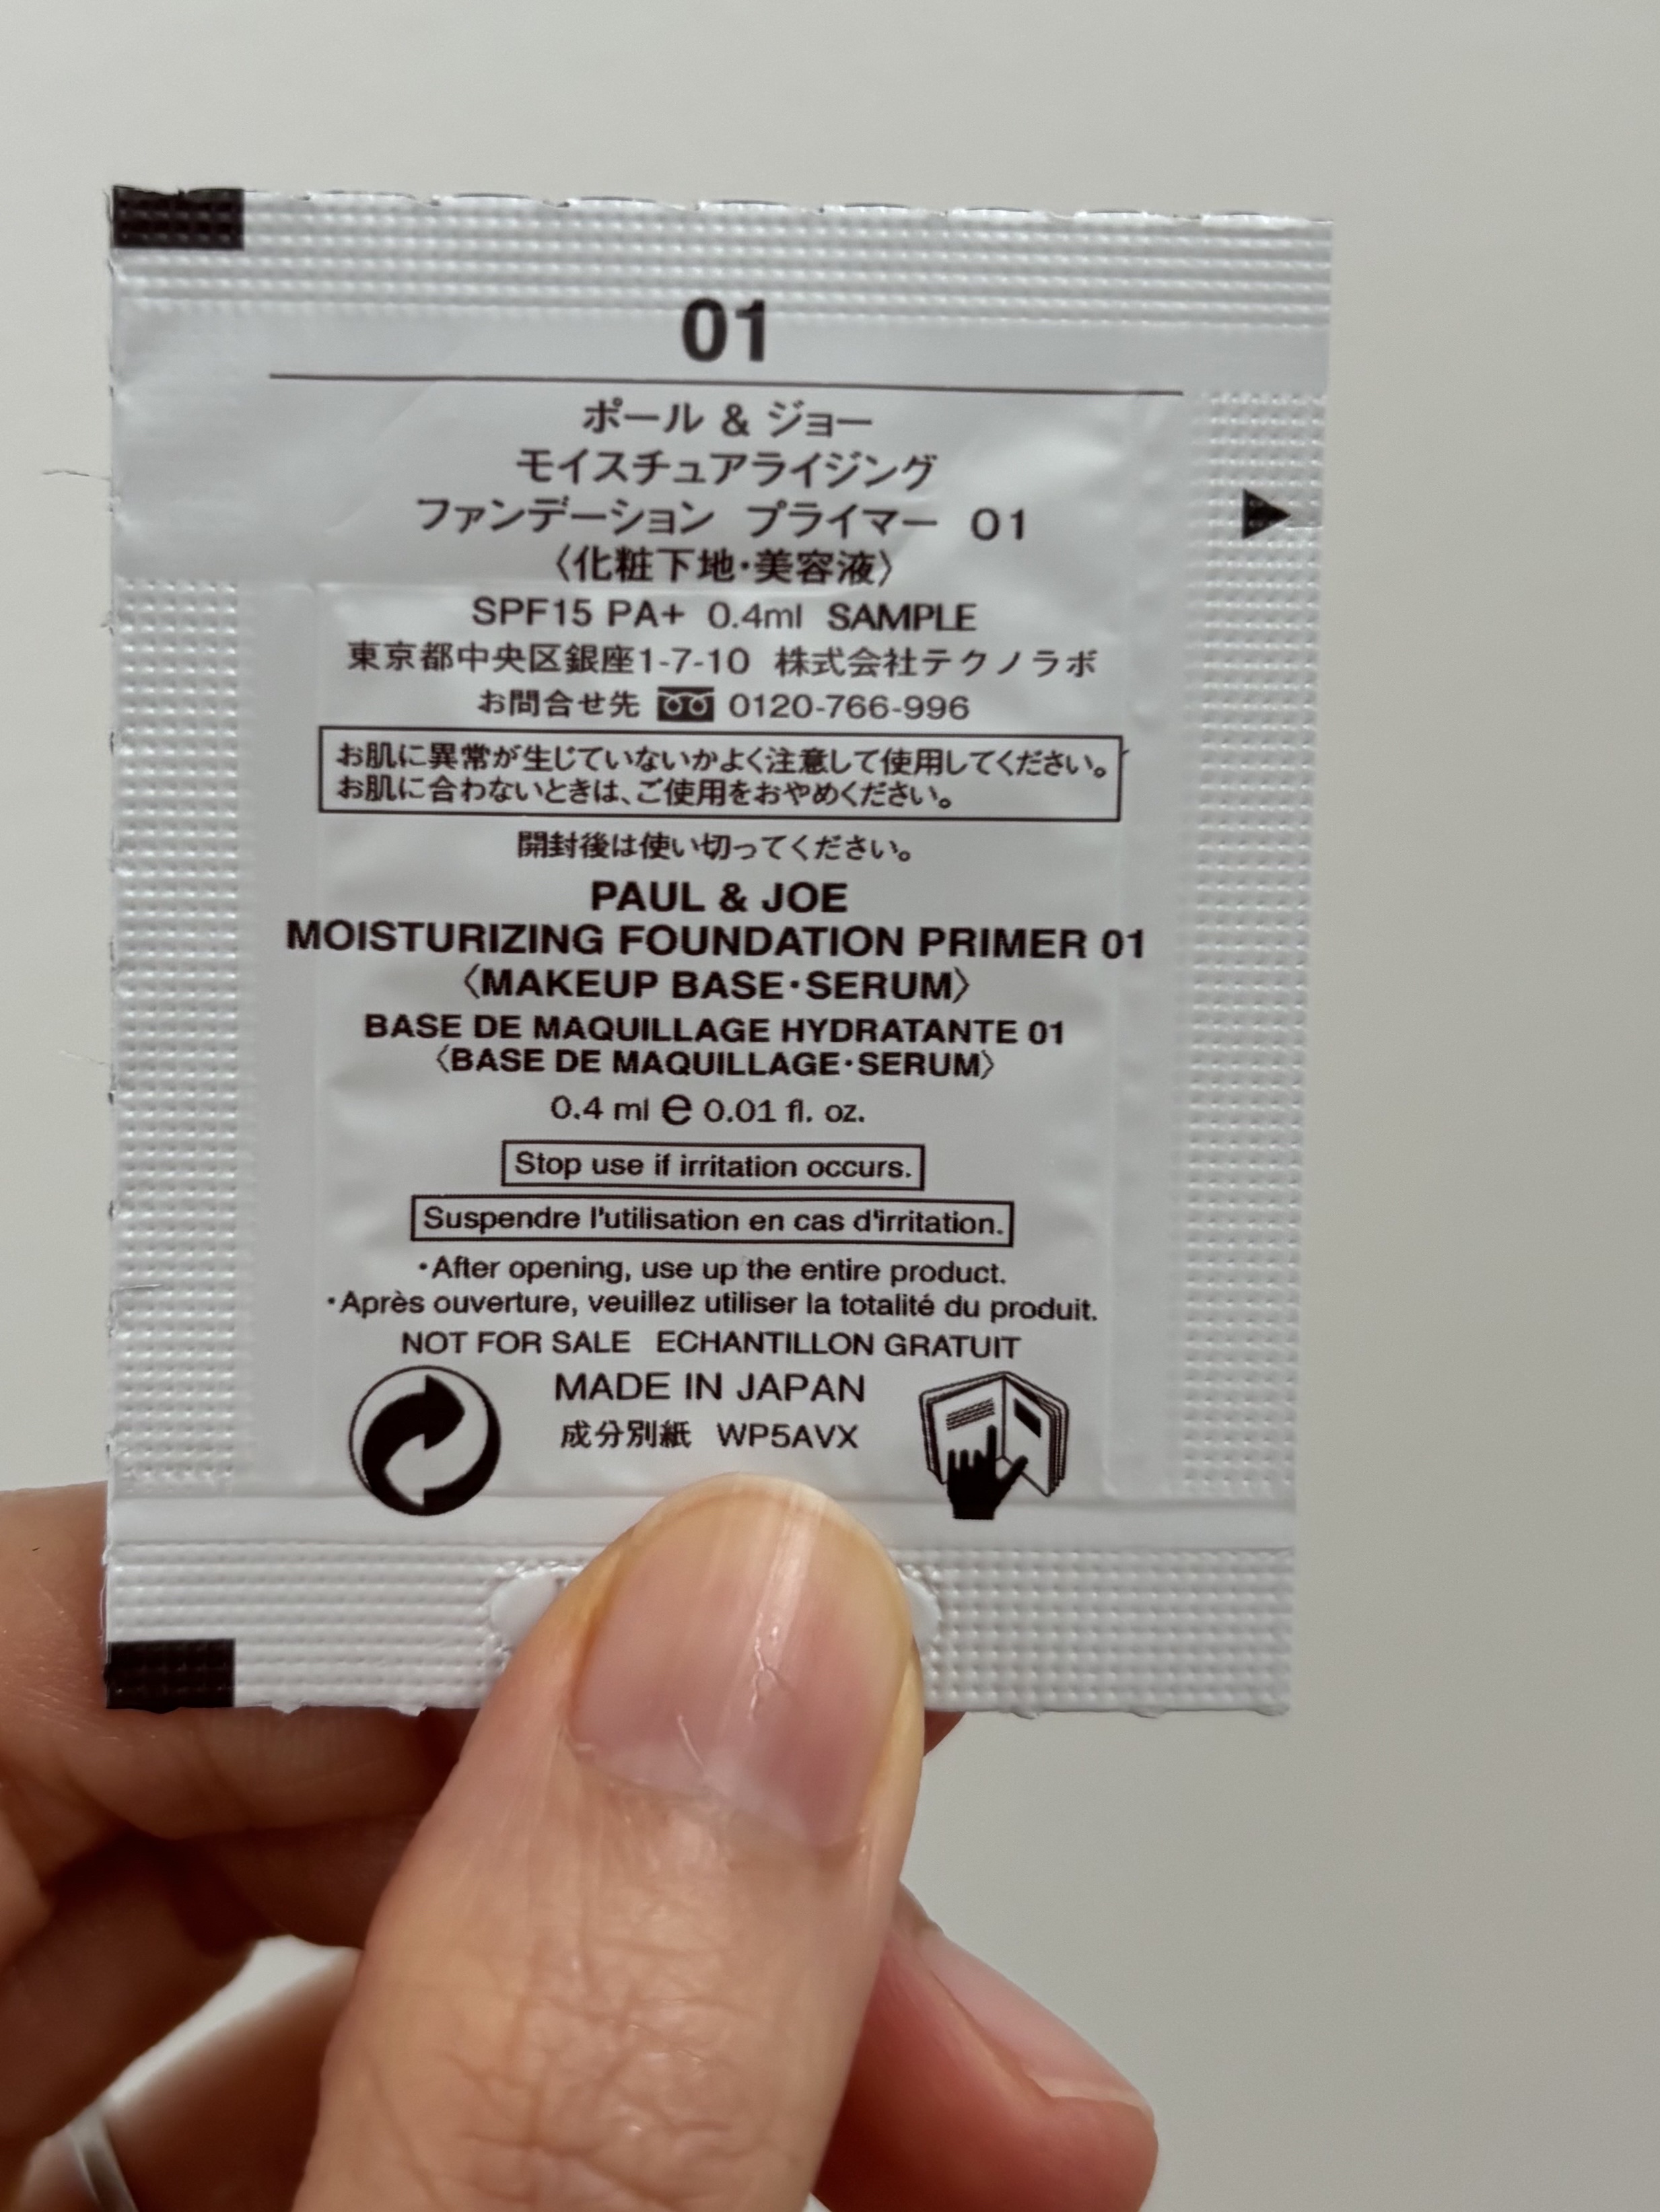 01
ポール & ジョー
モイスチュアライジング
ファンデーション プライマー 01
〈化粧下地・美容液〉
SPF15 PA+ 0.4ml SAMPLE
東京都中央区銀座1-7-10 株式会社テクノラボ
お問合せ先 0120-766-996
お肌に異常が生じていないかよく注意して使用してください。
お肌に合わないときは、ご使用をおやめください。
開封後は使い切ってください。
PAUL & JOE
MOISTURIZING FOUNDATION PRIMER 01
〈MAKEUP BASE・SERUM〉
BASE DE MAQUILLAGE HYDRATANTE 01
〈BASE DE MAQUILLAGE・SERUM〉
0.4 ml e 0.01 fl. oz.
Stop use if irritation occurs.
Suspendre l'utilisation en cas d'irritation.
・After opening, use up the entire product.
・Après ouverture, veuillez utiliser la totalité du produit.
NOT FOR SALE ECHANTILLON GRATUIT
MADE IN JAPAN
成分別紙 WP5AVX